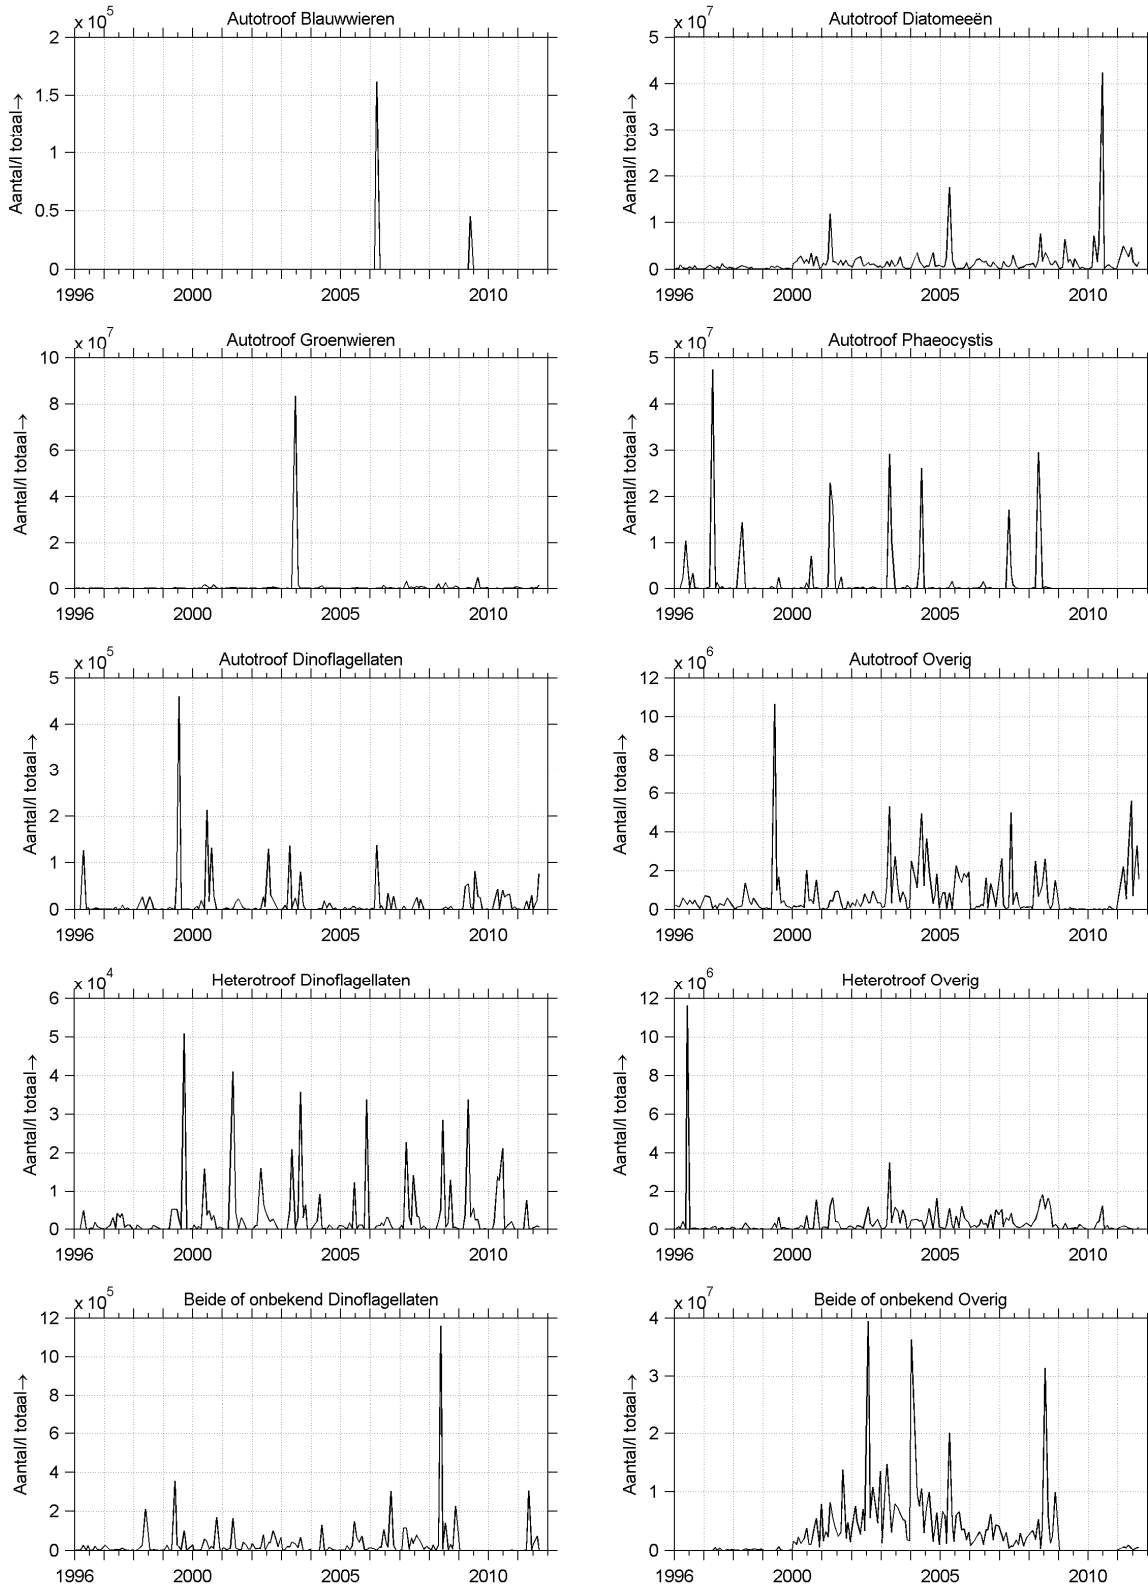 Autotroof Blauwwieren
x 10^5
2
1.5
1
0.5
0
Aantal/l totaal→
1996 2000 2005 2010
Autotroof Diatomeeën
x 10^7
5
4
3
2
1
0
Aantal/l totaal→
1996 2000 2005 2010
Autotroof Groenwieren
x 10^7
10
8
6
4
2
0
Aantal/l totaal→
1996 2000 2005 2010
Autotroof Phaeocystis
x 10^7
5
4
3
2
1
0
Aantal/l totaal→
1996 2000 2005 2010
Autotroof Dinoflagellaten
x 10^5
5
4
3
2
1
0
Aantal/l totaal→
1996 2000 2005 2010
Autotroof Overig
x 10^6
12
10
8
6
4
2
0
Aantal/l totaal→
1996 2000 2005 2010
Heterotroof Dinoflagellaten
x 10^4
6
5
4
3
2
1
0
Aantal/l totaal→
1996 2000 2005 2010
Heterotroof Overig
x 10^6
12
10
8
6
4
2
0
Aantal/l totaal→
1996 2000 2005 2010
Beide of onbekend Dinoflagellaten
x 10^5
12
10
8
6
4
2
0
Aantal/l totaal→
1996 2000 2005 2010
Beide of onbekend Overig
x 10^7
4
3
2
1
0
Aantal/l totaal→
1996 2000 2005 2010